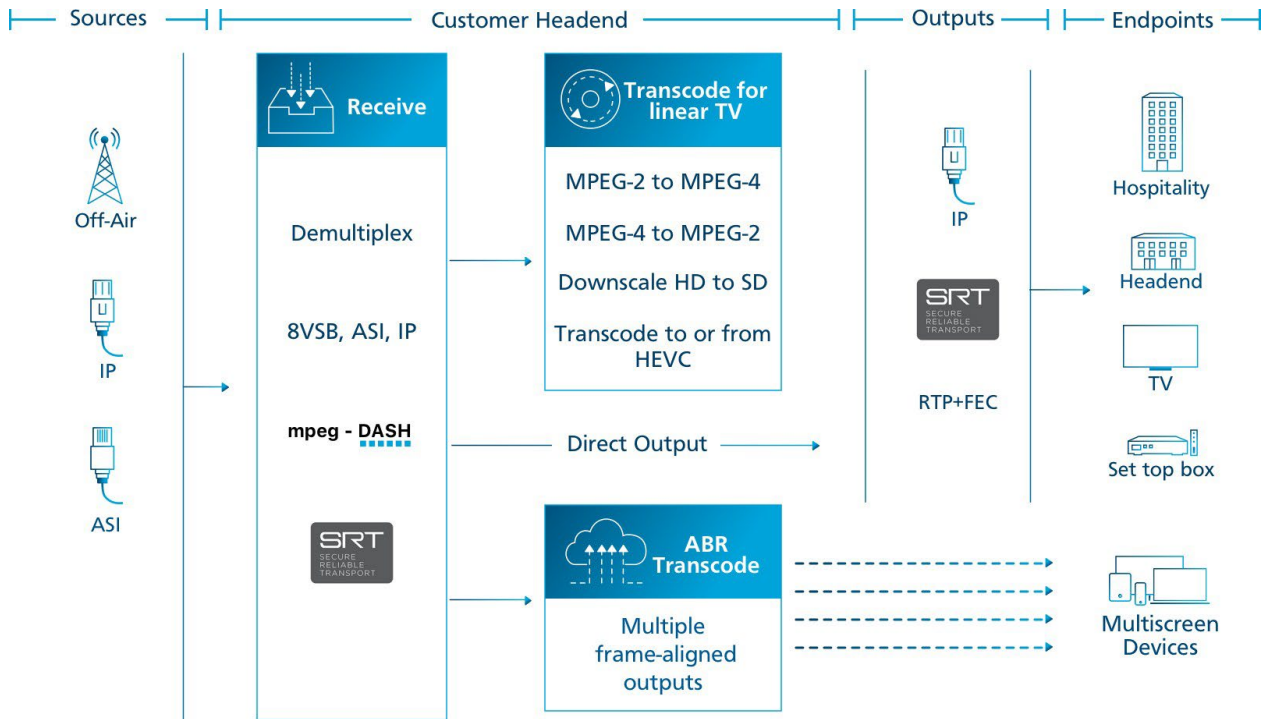 Sources
Customer Headend
Outputs
Endpoints
Off-Air
IP
ASI
Receive
Demultiplex
8VSB, ASI, IP
mpeg - DASH
SRT
SECURE
RELIABLE
TRANSPORT
Transcode for
linear TV
MPEG-2 to MPEG-4
MPEG-4 to MPEG-2
Downscale HD to SD
Transcode to or from
HEVC
Direct Output
ABR
Transcode
Multiple
frame-aligned
outputs
IP
SRT
SECURE
RELIABLE
TRANSPORT
RTP+FEC
Hospitality
Headend
TV
Set top box
Multiscreen
Devices